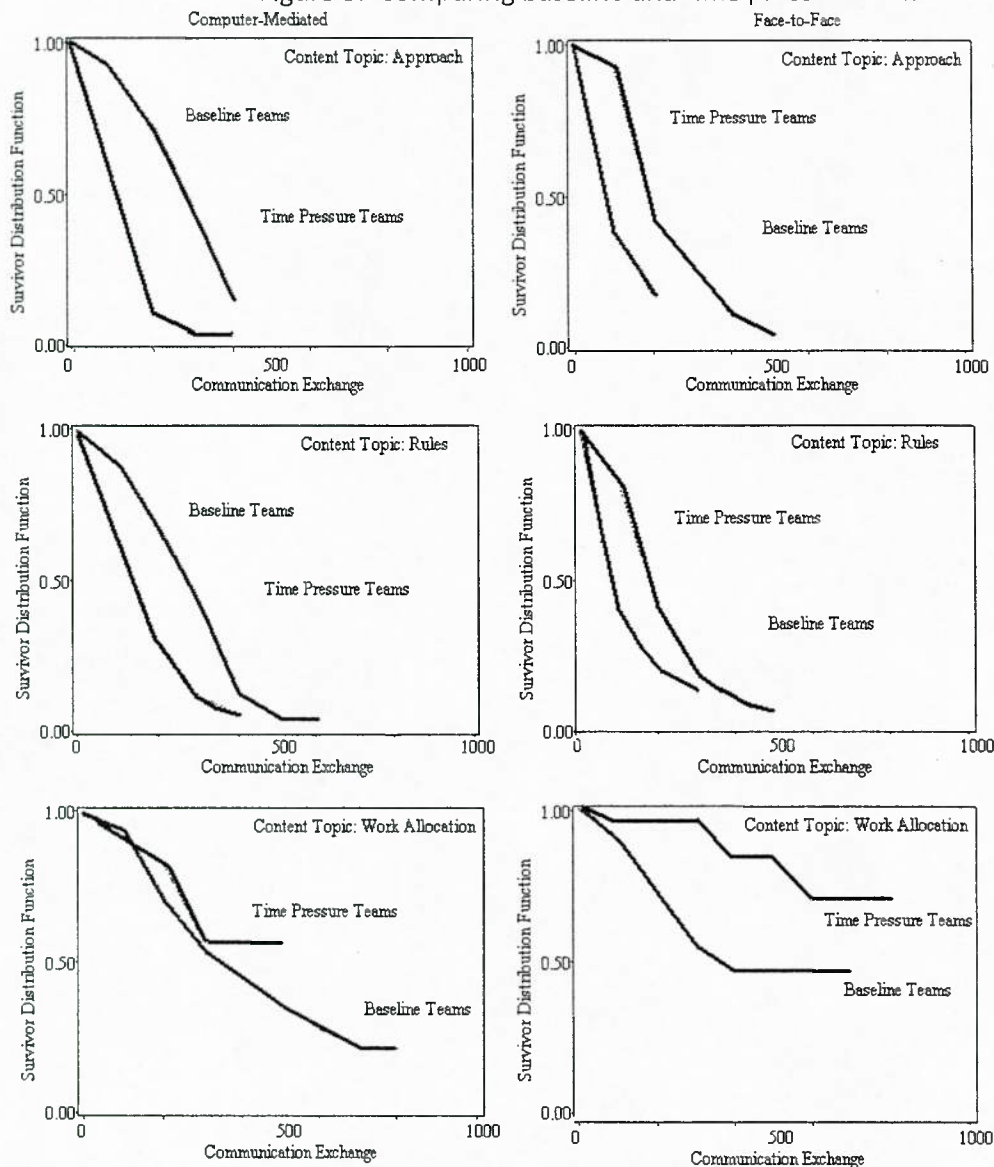 Computer-Mediated
Face-to-Face
1.00
Content Topic: Approach
Baseline Teams
Time Pressure Teams
0.50
0.00
Survivor Distribution Function
0
500
1000
Communication Exchange
1.00
Content Topic: Approach
Time Pressure Teams
0.50
Baseline Teams
0.00
Survivor Distribution Function
0
500
1000
Communication Exchange
1.00
Content Topic: Rules
Baseline Teams
0.50
Time Pressure Teams
0.00
Survivor Distribution Function
0
500
1000
Communication Exchange
1.00
Content Topic: Rules
Time Pressure Teams
0.50
Baseline Teams
0.00
Survivor Distribution Function
0
500
1000
Communication Exchange
1.00
Content Topic: Work Allocation
Time Pressure Teams
0.50
Baseline Teams
0.00
Survivor Distribution Function
0
500
1000
Communication Exchange
1.00
Content Topic: Work Allocation
Time Pressure Teams
0.50
Baseline Teams
0.00
Survivor Distribution Function
0
500
1000
Communication Exchange